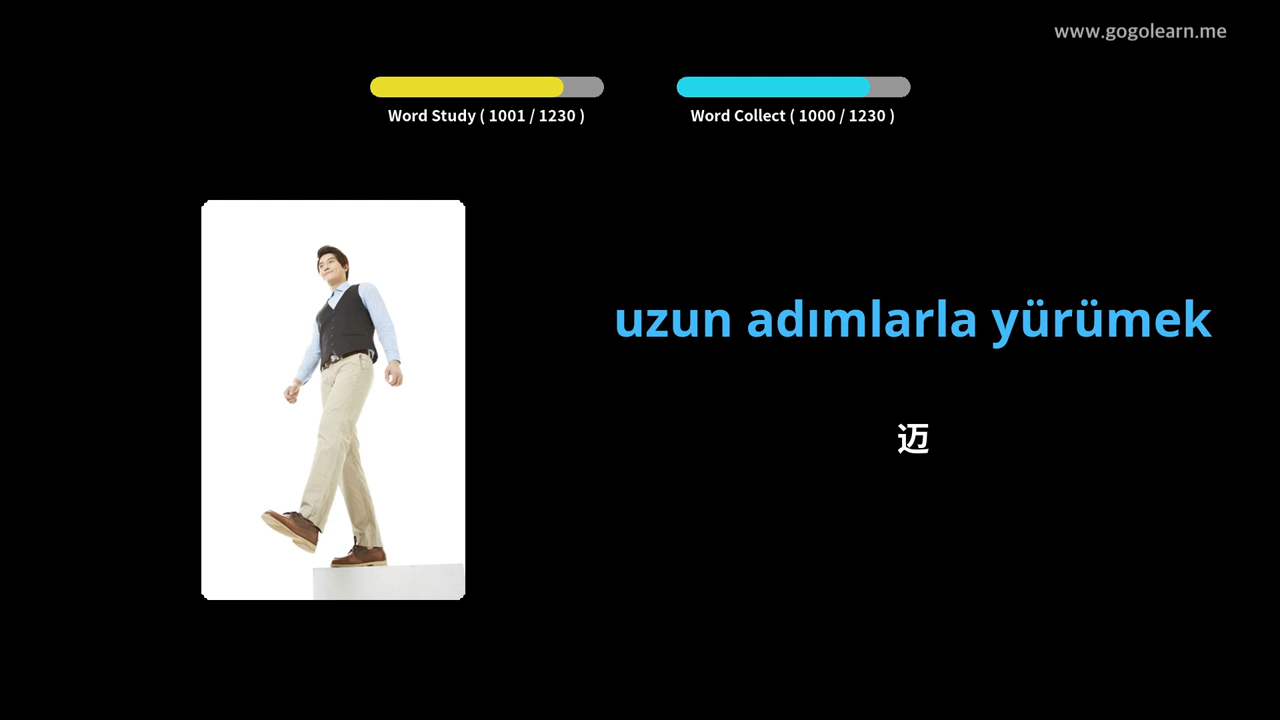 www.gogolearn.me
Word Study ( 1001 / 1230 )
Word Collect ( 1000 / 1230 )
uzun adımlarla yürümek
迈